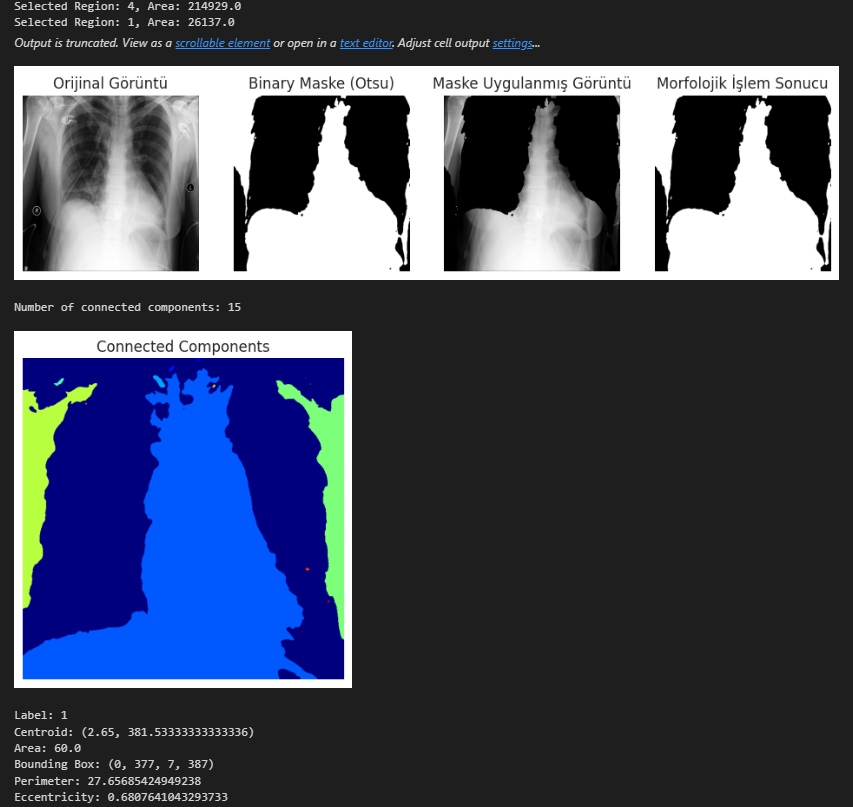 Selected Region: 4, Area: 214929.0
Selected Region: 1, Area: 26137.0
Output is truncated. View as a scrollable element or open in a text editor. Adjust cell output settings...
Orijinal Görüntü
Binary Maske (Otsu)
Maske Uygulanmış Görüntü
Morfolojik İşlem Sonucu
Number of connected components: 15
Connected Components
Label: 1
Centroid: (2.65, 381.53333333333336)
Area: 60.0
Bounding Box: (0, 377, 7, 387)
Perimeter: 27.65685424949238
Eccentricity: 0.6807641043293733